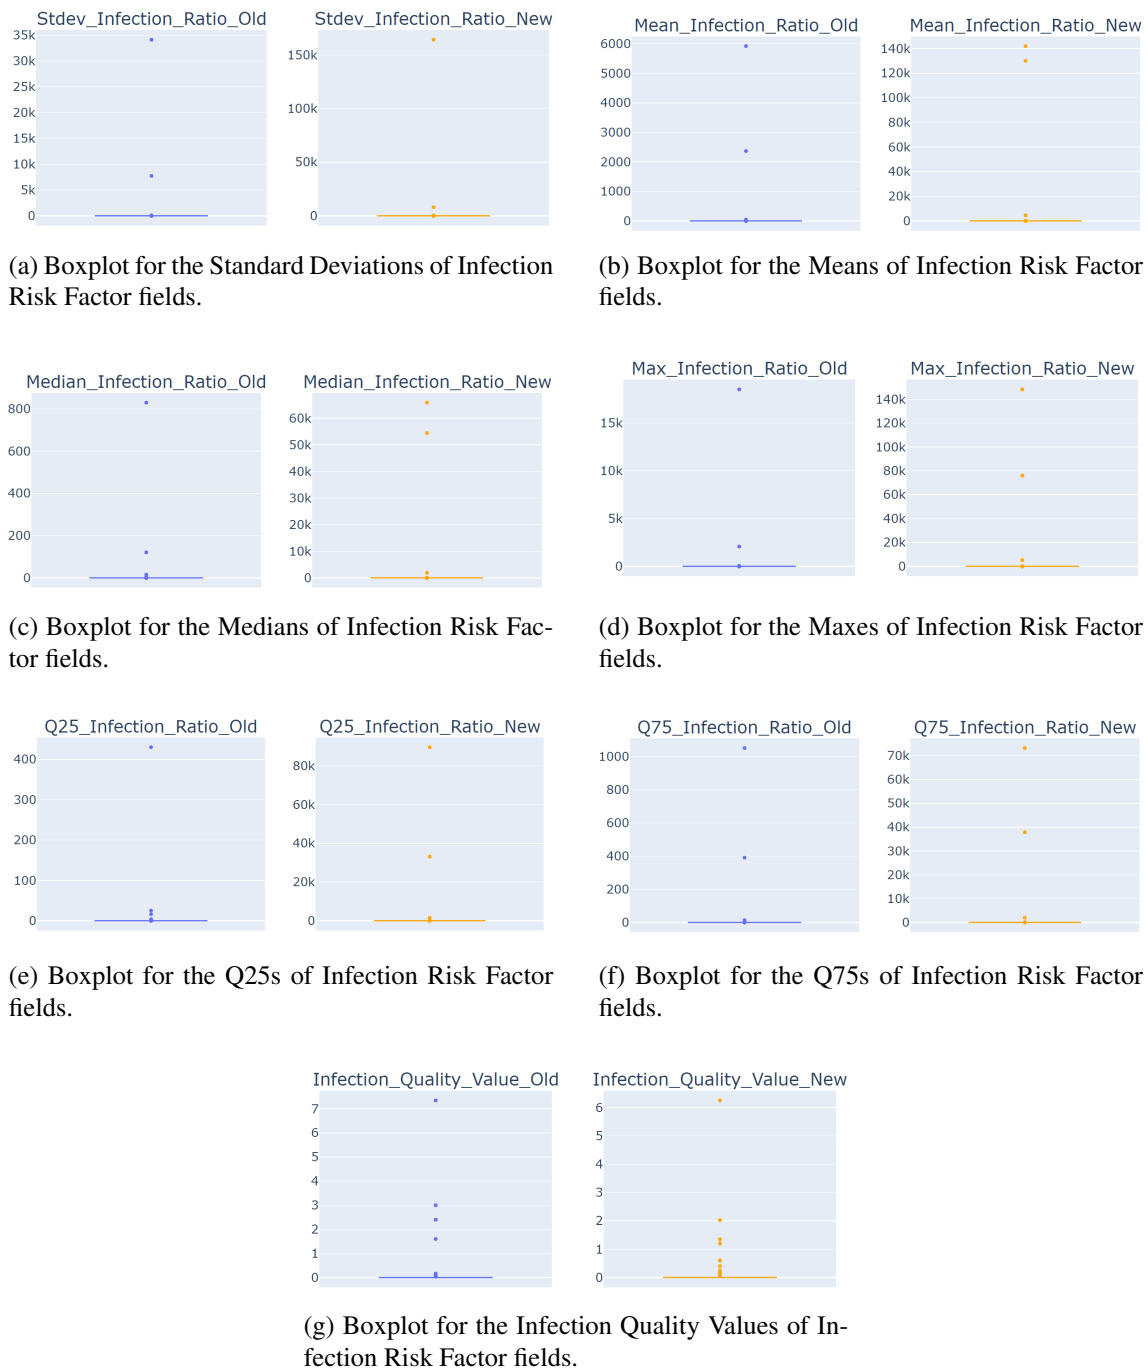 Stdev_Infection_Ratio_Old
Stdev_Infection_Ratio_New
35k
30k
25k
20k
15k
10k
5k
0
150k
100k
50k
0
(a) Boxplot for the Standard Deviations of Infection
Risk Factor fields.
Mean_Infection_Ratio_Old
Mean_Infection_Ratio_New
6000
5000
4000
3000
2000
1000
0
140k
120k
100k
80k
60k
40k
20k
0
(b) Boxplot for the Means of Infection Risk Factor
fields.
Median_Infection_Ratio_Old
Median_Infection_Ratio_New
800
600
400
200
0
60k
50k
40k
30k
20k
10k
0
(c) Boxplot for the Medians of Infection Risk Fac-
tor fields.
Max_Infection_Ratio_Old
Max_Infection_Ratio_New
15k
10k
5k
0
140k
120k
100k
80k
60k
40k
20k
0
(d) Boxplot for the Maxes of Infection Risk Factor
fields.
Q25_Infection_Ratio_Old
Q25_Infection_Ratio_New
400
300
200
100
0
80k
60k
40k
20k
0
(e) Boxplot for the Q25s of Infection Risk Factor
fields.
Q75_Infection_Ratio_Old
Q75_Infection_Ratio_New
1000
800
600
400
200
0
70k
60k
50k
40k
30k
20k
10k
0
(f) Boxplot for the Q75s of Infection Risk Factor
fields.
Infection_Quality_Value_Old
Infection_Quality_Value_New
7
6
5
4
3
2
1
0
6
5
4
3
2
1
0
(g) Boxplot for the Infection Quality Values of In-
fection Risk Factor fields.